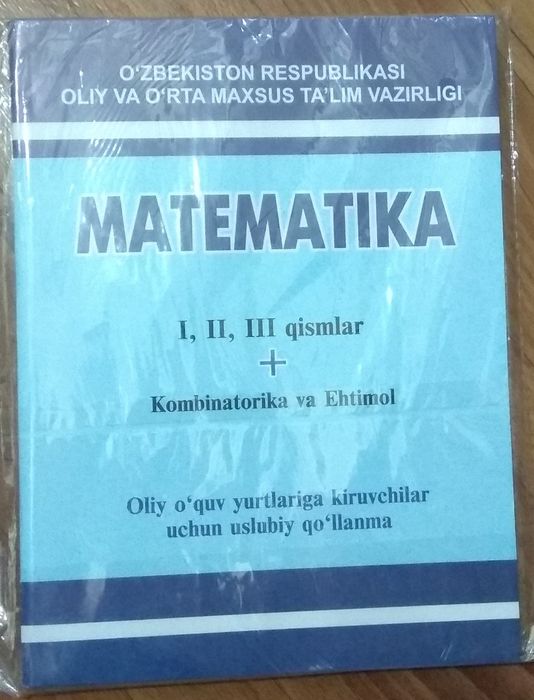 O‘ZBEKISTON RESPUBLIKASI
OLIY VA O‘RTA MAXSUS TA’LIM VAZIRLIGI
MATEMATIKA
I, II, III qismlar
+
Kombinatorika va Ehtimol
Oliy o‘quv yurtlariga kiruvchilar
uchun uslubiy qo‘llanma